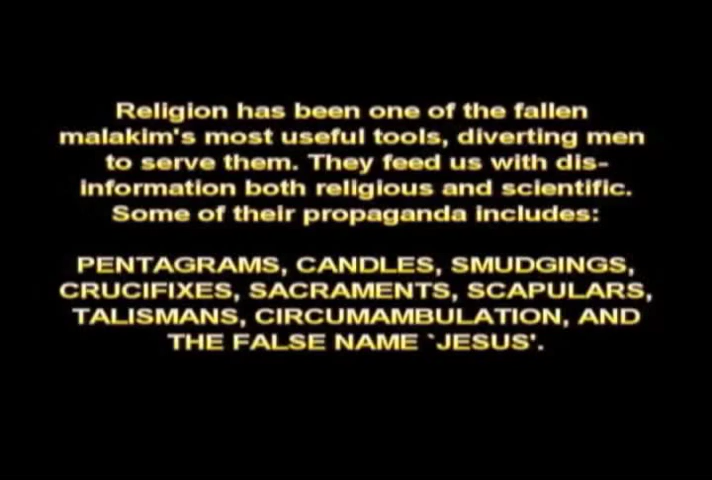 Religion has been one of the fallen
malakim's most useful tools, diverting men
to serve them. They feed us with dis-
information both religious and scientific.
Some of their propaganda includes:
PENTAGRAMS, CANDLES, SMUDGINGS,
CRUCIFIXES, SACRAMENTS, SCAPULARS,
TALISMANS, CIRCUMAMBULATION, AND
THE FALSE NAME `JESUS'.